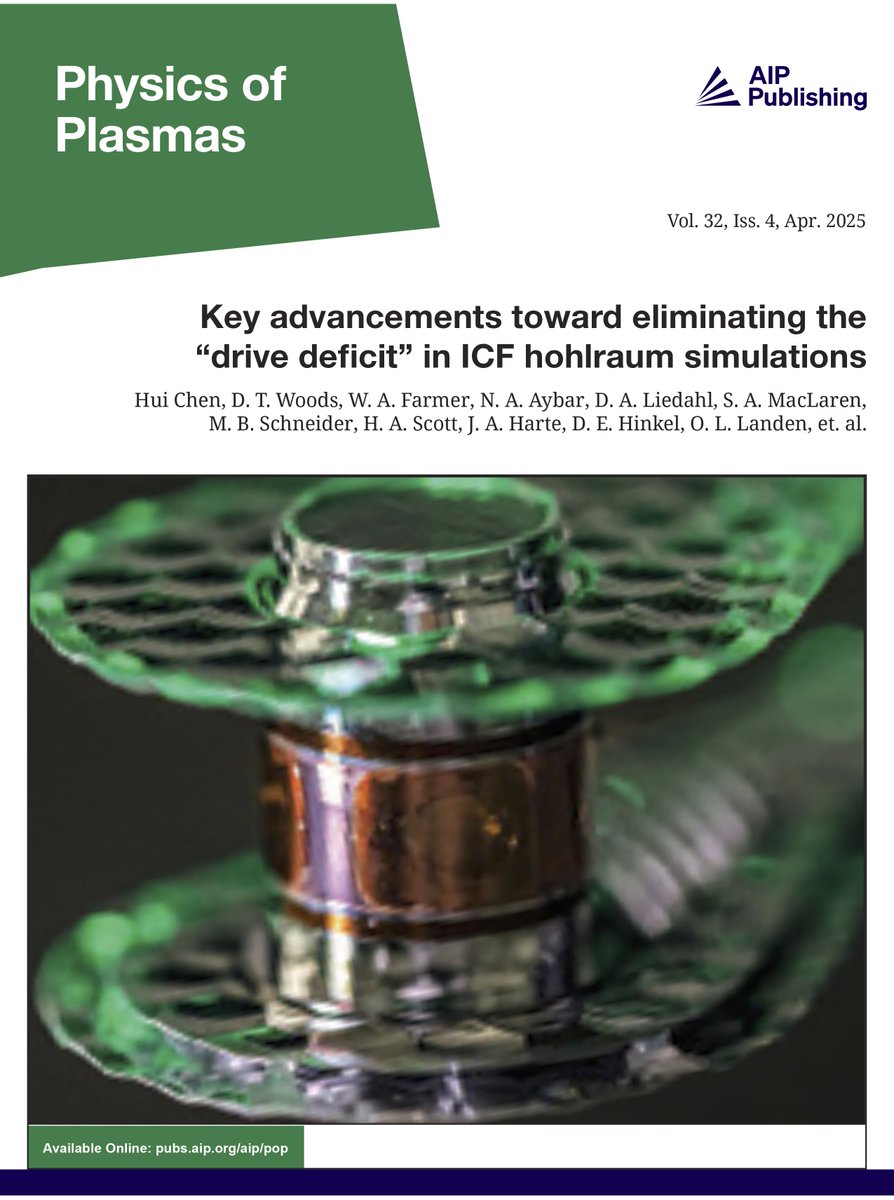 Physics of
Plasmas
AIP
Publishing
Vol. 32, Iss. 4, Apr. 2025
Key advancements toward eliminating the
“drive deficit” in ICF hohlraum simulations
Hui Chen, D. T. Woods, W. A. Farmer, N. A. Aybar, D. A. Liedahl, S. A. MacLaren,
M. B. Schneider, H. A. Scott, J. A. Harte, D. E. Hinkel, O. L. Landen, et. al.
Available Online: pubs.aip.org/aip/pop